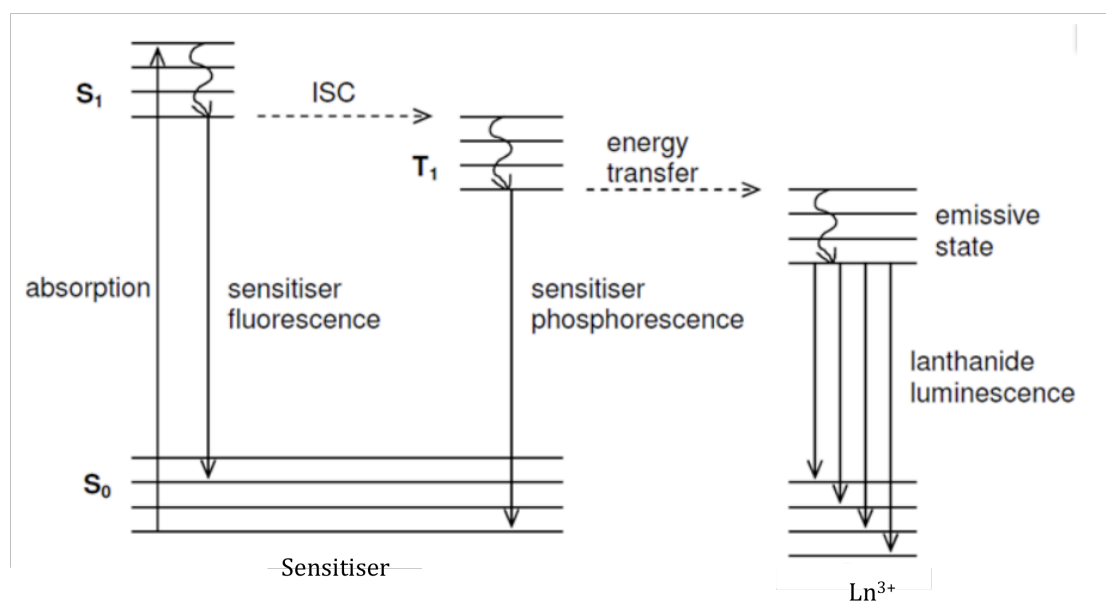 S₁
ISC
T₁
energy
transfer
emissive
state
absorption
sensitiser
fluorescence
sensitiser
phosphorescence
lanthanide
luminescence
S₀
Sensitiser
Ln³⁺